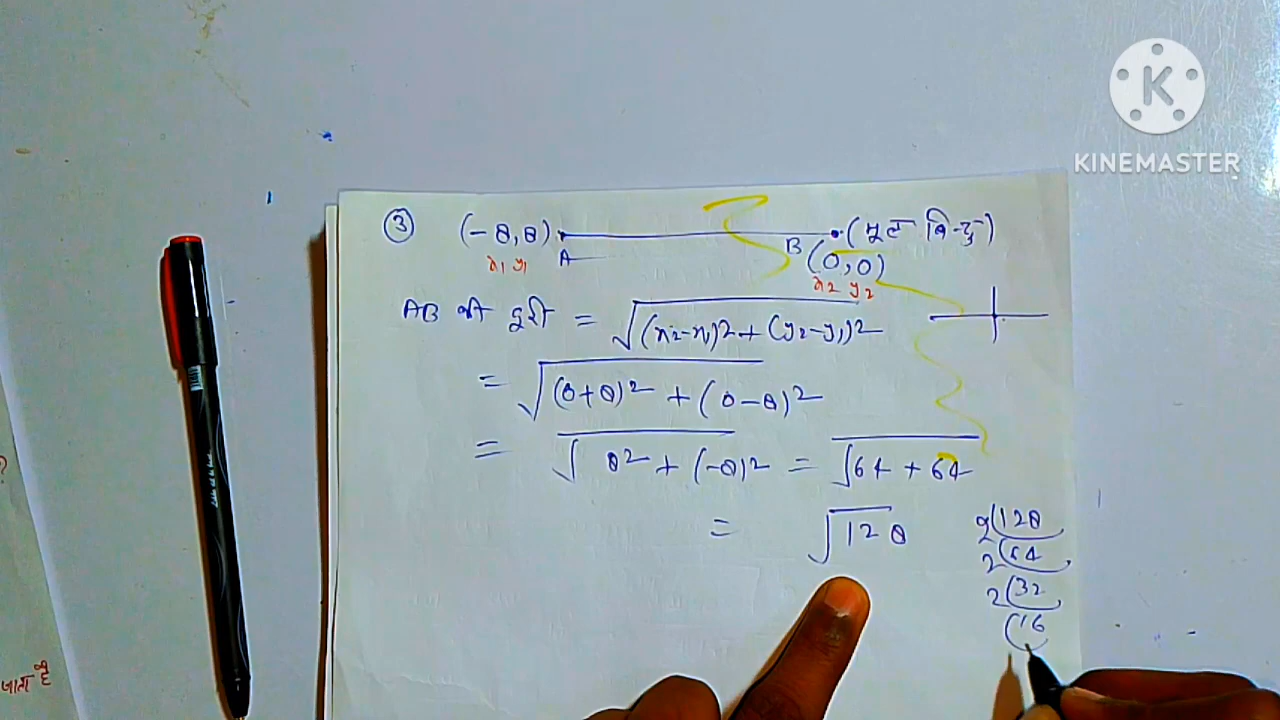 KINEMASTER
③ (-8,8) (मूल बिन्दु)
A B (0,0)
x₁ y₁ x₂ y₂
AB की दूरी = √(x₂-x₁)² + (y₂-y₁)²
= √(0+8)² + (0-8)²
= √8² + (-8)² = √64 + 64
= √128
2(128
2(64
2(32
(16
?
जाता है